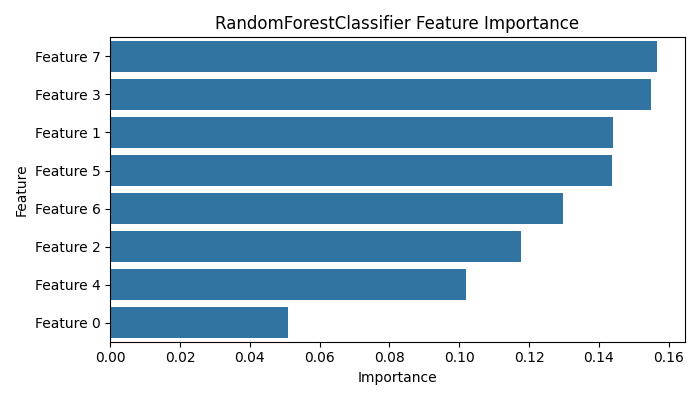 RandomForestClassifier Feature Importance
Feature 7
Feature 3
Feature 1
Feature 5
Feature 6
Feature 2
Feature 4
Feature 0
Feature
0.00 0.02 0.04 0.06 0.08 0.10 0.12 0.14 0.16
Importance